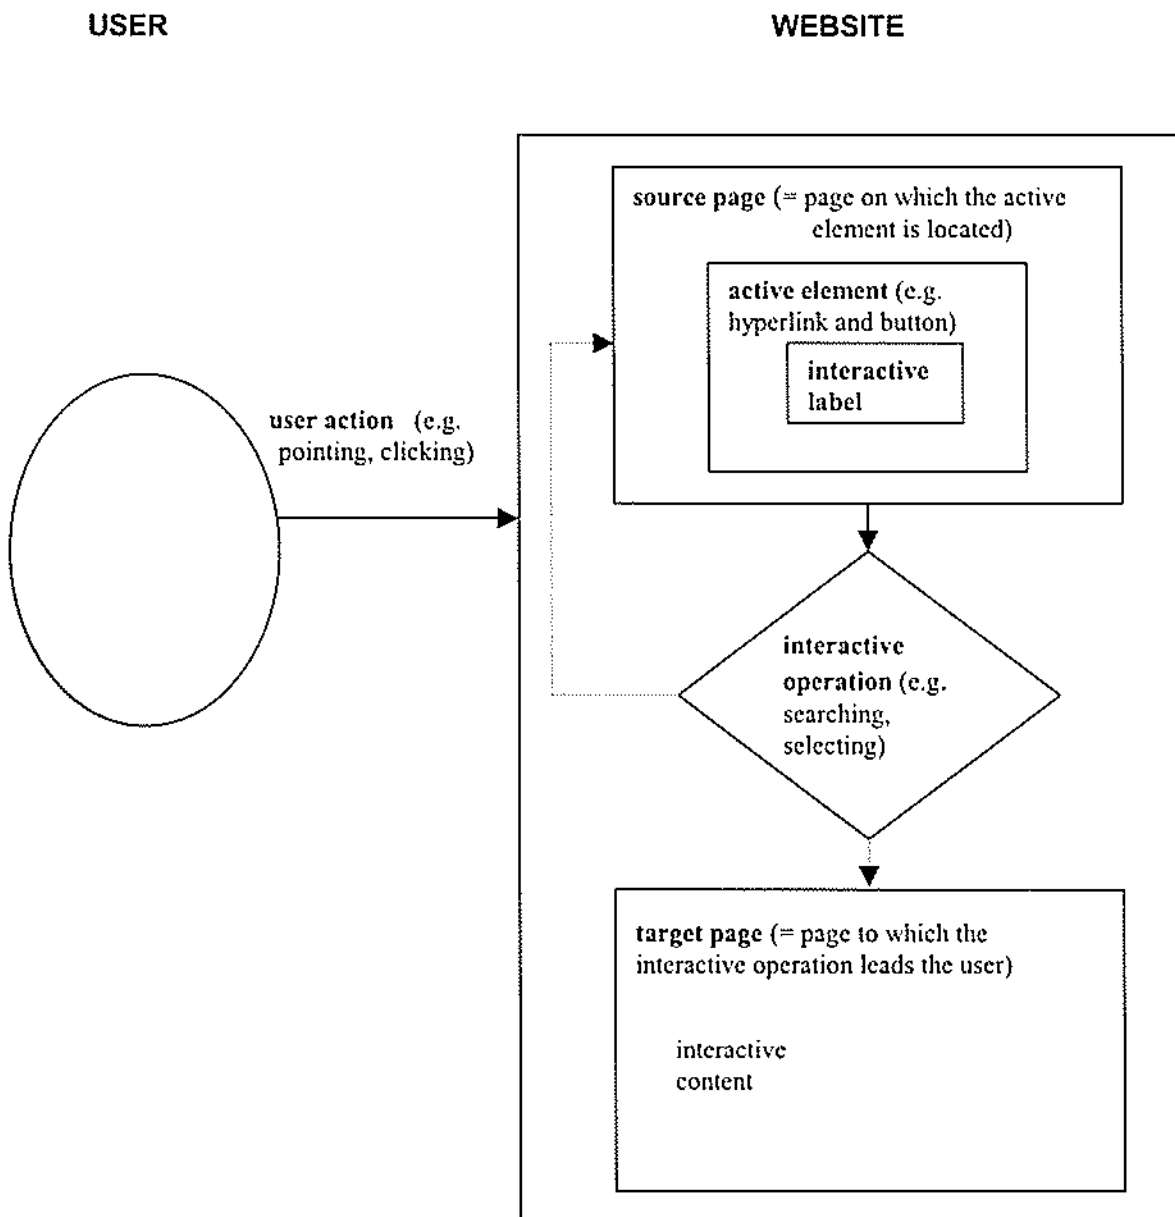 USER
WEBSITE
source page (= page on which the active
element is located)
active element (e.g.
hyperlink and button)
interactive
label
user action (e.g.
pointing, clicking)
interactive
operation (e.g.
searching,
selecting)
target page (= page to which the
interactive operation leads the user)
interactive
content